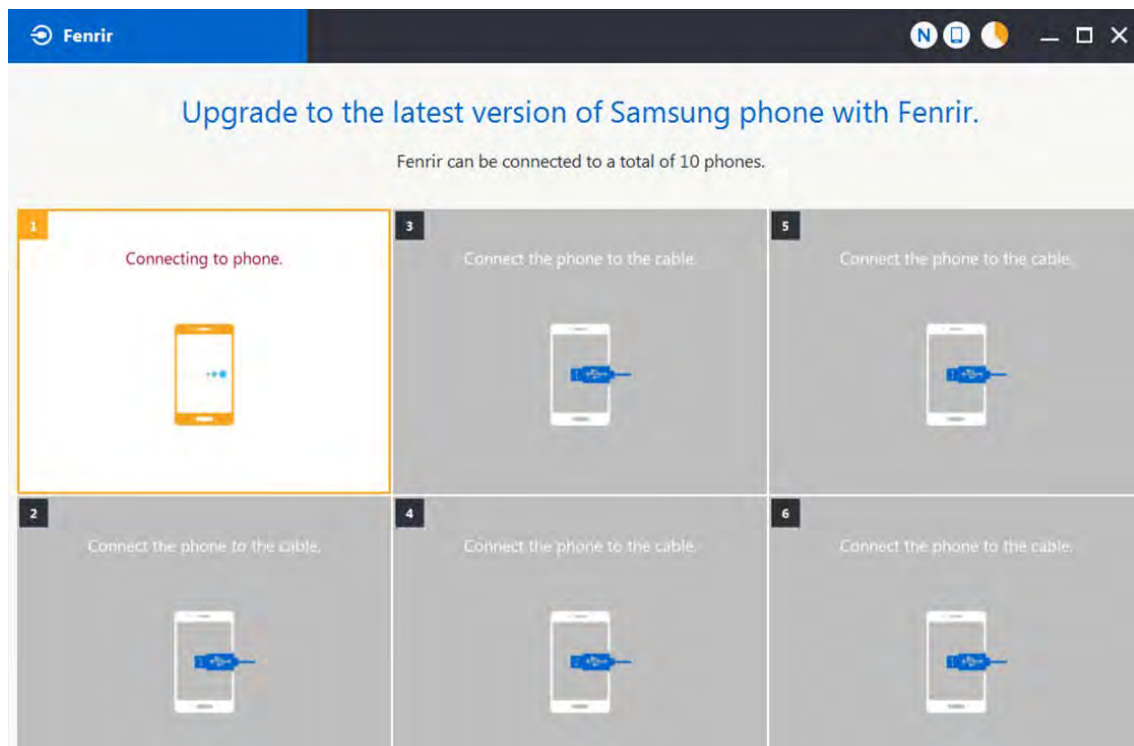 Fenrir
N
Upgrade to the latest version of Samsung phone with Fenrir.
Fenrir can be connected to a total of 10 phones.
1
Connecting to phone.
3
Connect the phone to the cable.
5
Connect the phone to the cable.
2
Connect the phone to the cable.
4
Connect the phone to the cable.
6
Connect the phone to the cable.